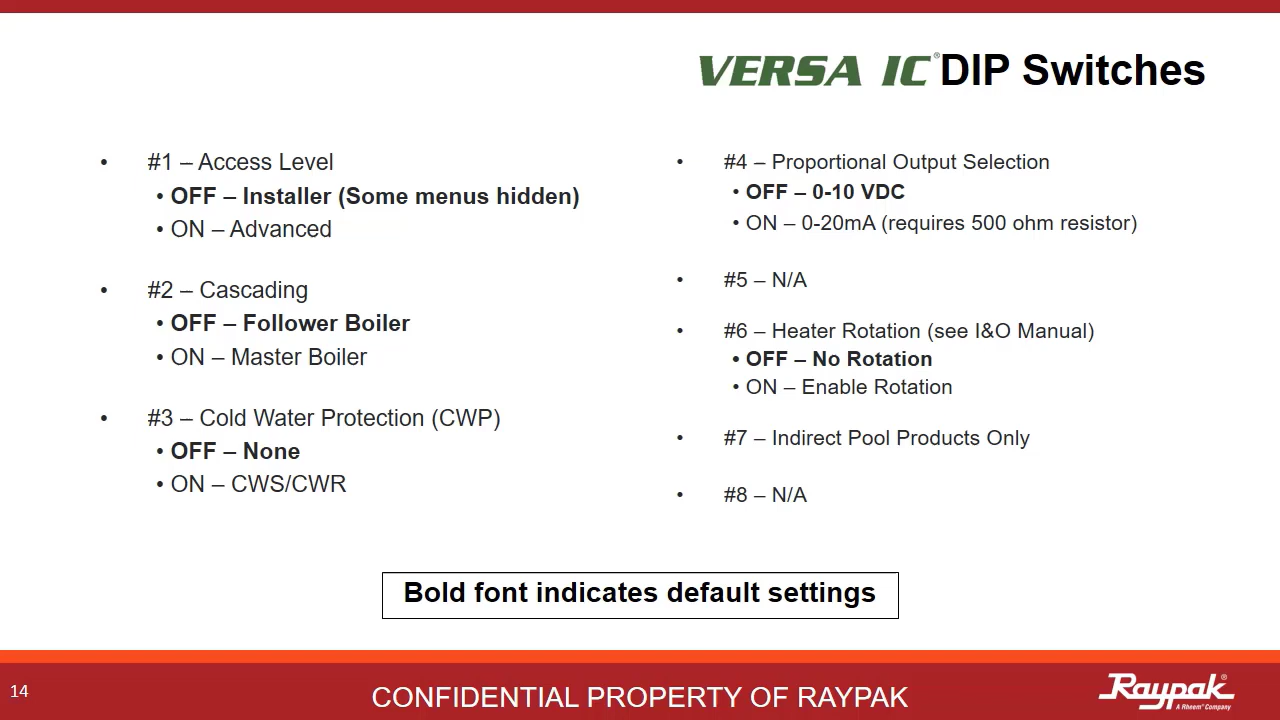 VERSA IC® DIP Switches
• #1 – Access Level
• OFF – Installer (Some menus hidden)
• ON – Advanced
• #2 – Cascading
• OFF – Follower Boiler
• ON – Master Boiler
• #3 – Cold Water Protection (CWP)
• OFF – None
• ON – CWS/CWR
• #4 – Proportional Output Selection
• OFF – 0-10 VDC
• ON – 0-20mA (requires 500 ohm resistor)
• #5 – N/A
• #6 – Heater Rotation (see I&O Manual)
• OFF – No Rotation
• ON – Enable Rotation
• #7 – Indirect Pool Products Only
• #8 – N/A
Bold font indicates default settings
14
CONFIDENTIAL PROPERTY OF RAYPAK
Raypak®
A Rheem® Company